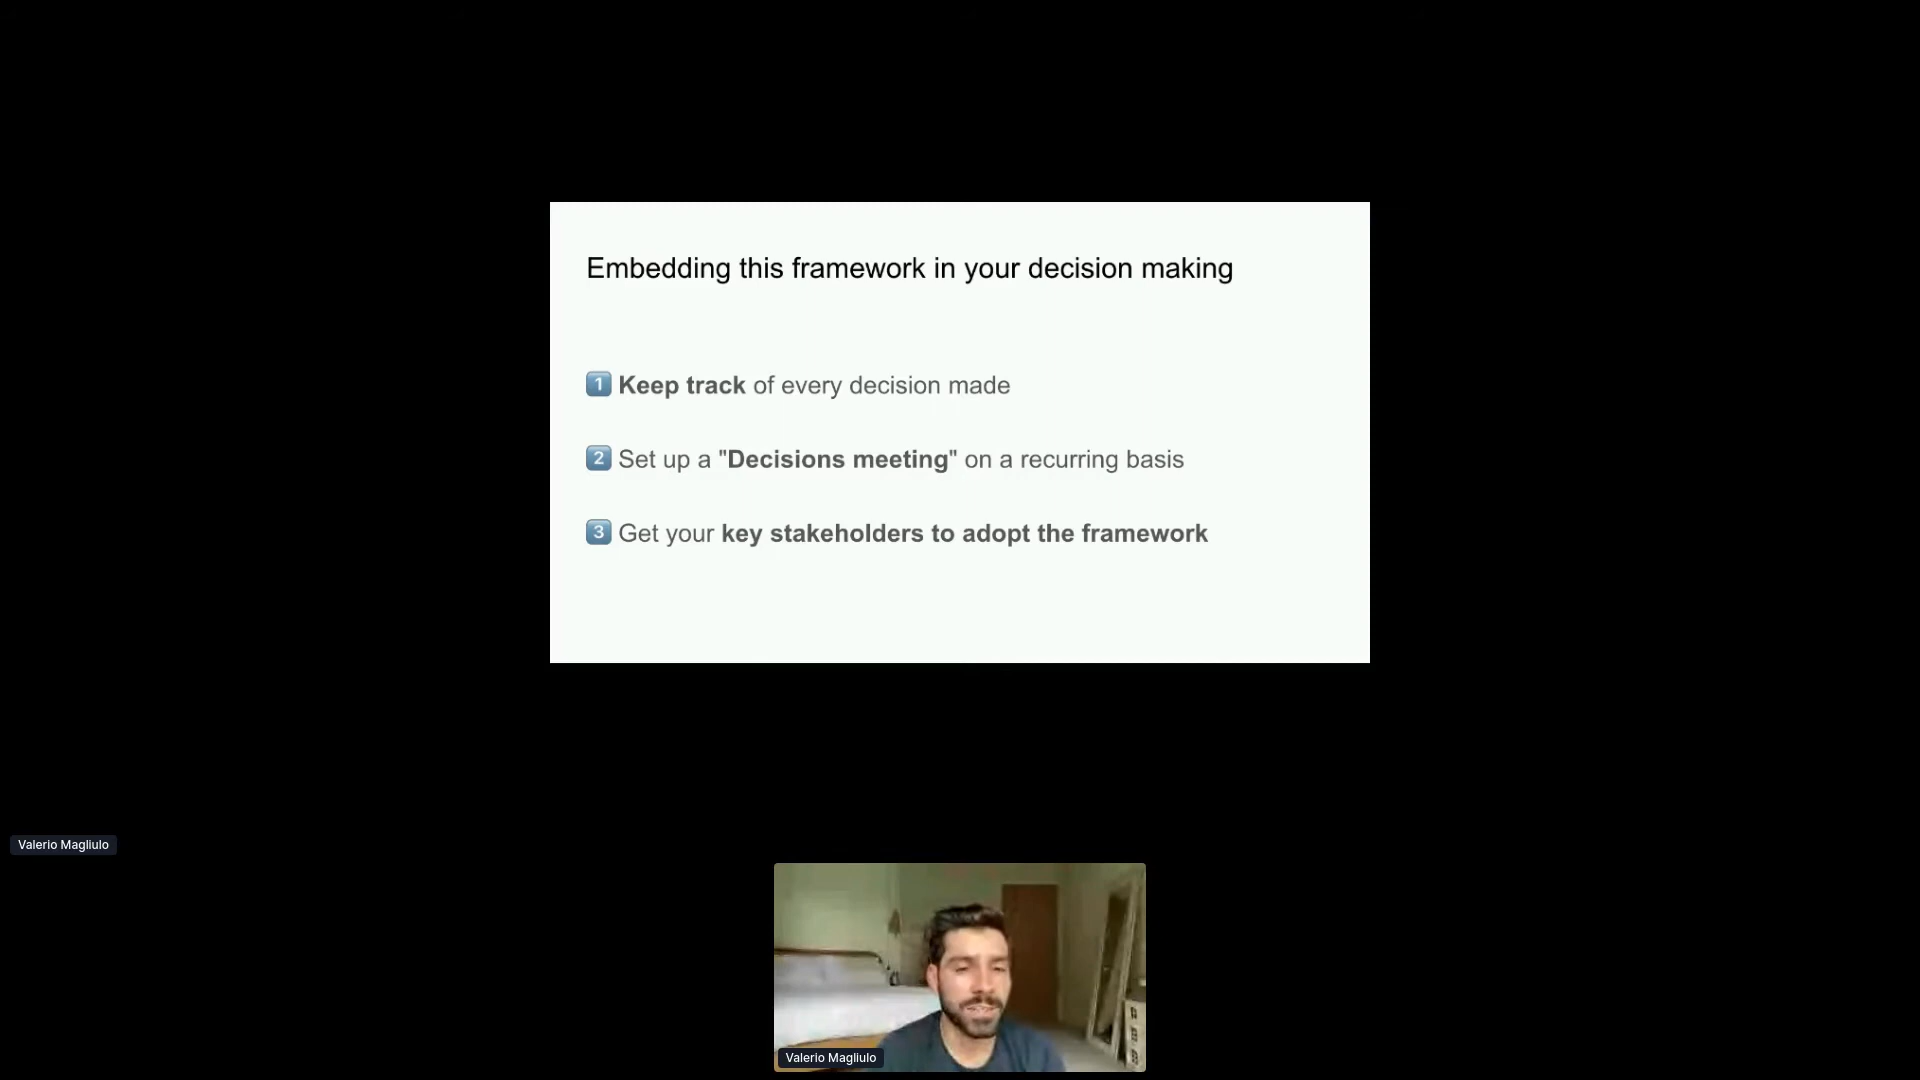 Embedding this framework in your decision making
1 Keep track of every decision made
2 Set up a "Decisions meeting" on a recurring basis
3 Get your key stakeholders to adopt the framework
Valerio Magliulo
Valerio Magliulo